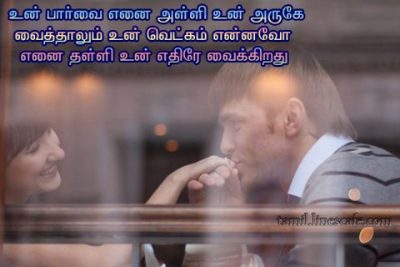 உன் பார்வை எனை அள்ளி உன் அருகே
வைத்தாலும் உன் வெட்கம் என்னவோ
எனை தள்ளி உன் எதிரே வைக்கிறது
tamil.linescafe.com